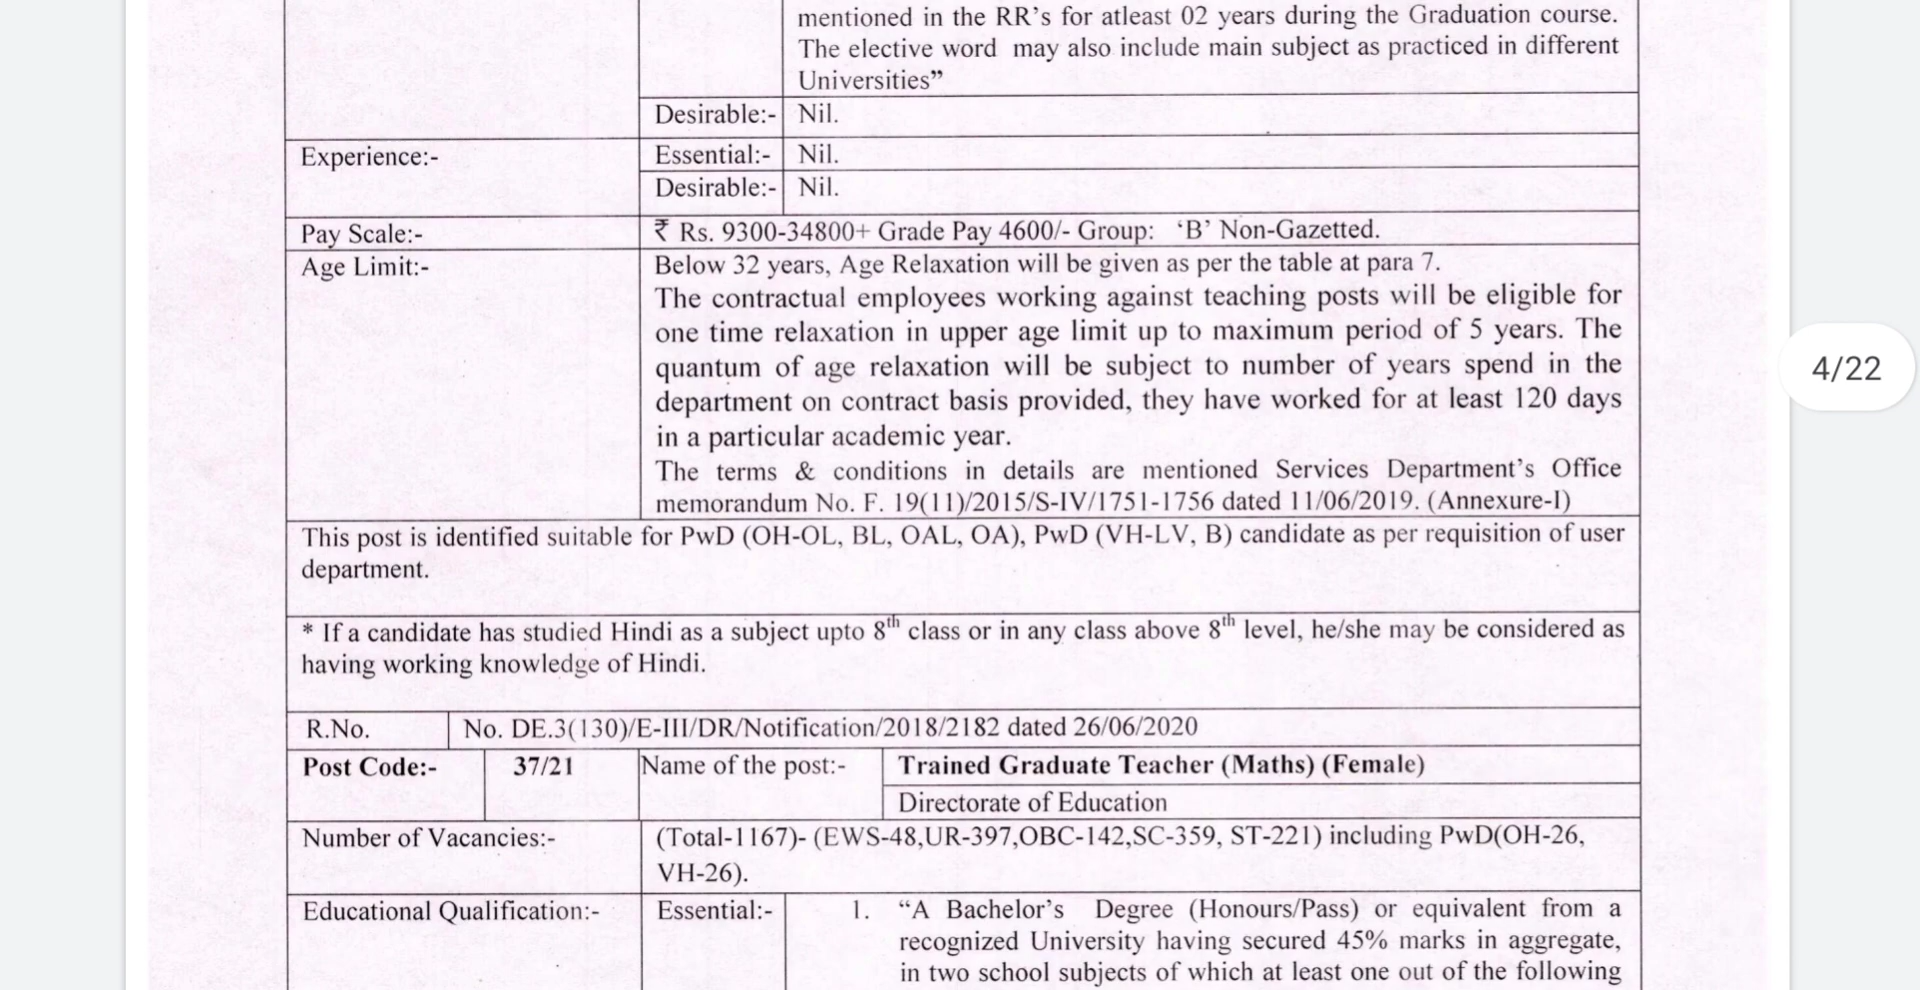 mentioned in the RR's for atleast 02 years during the Graduation course.
The elective word may also include main subject as practiced in different
Universities”
Desirable:- Nil.
Experience:- Essential:- Nil.
Desirable:- Nil.
Pay Scale:- ₹ Rs. 9300-34800+ Grade Pay 4600/- Group: ‘B’ Non-Gazetted.
Age Limit:- Below 32 years, Age Relaxation will be given as per the table at para 7.
The contractual employees working against teaching posts will be eligible for
one time relaxation in upper age limit up to maximum period of 5 years. The
quantum of age relaxation will be subject to number of years spend in the
department on contract basis provided, they have worked for at least 120 days
in a particular academic year.
The terms & conditions in details are mentioned Services Department's Office
memorandum No. F. 19(11)/2015/S-IV/1751-1756 dated 11/06/2019. (Annexure-I)
This post is identified suitable for PwD (OH-OL, BL, OAL, OA), PwD (VH-LV, B) candidate as per requisition of user
department.
* If a candidate has studied Hindi as a subject upto 8th class or in any class above 8th level, he/she may be considered as
having working knowledge of Hindi.
R.No. No. DE.3(130)/E-III/DR/Notification/2018/2182 dated 26/06/2020
Post Code:- 37/21 Name of the post:- Trained Graduate Teacher (Maths) (Female)
Directorate of Education
Number of Vacancies:- (Total-1167)- (EWS-48,UR-397,OBC-142,SC-359, ST-221) including PwD(OH-26,
VH-26).
Educational Qualification:- Essential:- 1. “A Bachelor's Degree (Honours/Pass) or equivalent from a
recognized University having secured 45% marks in aggregate,
in two school subjects of which at least one out of the following
4/22